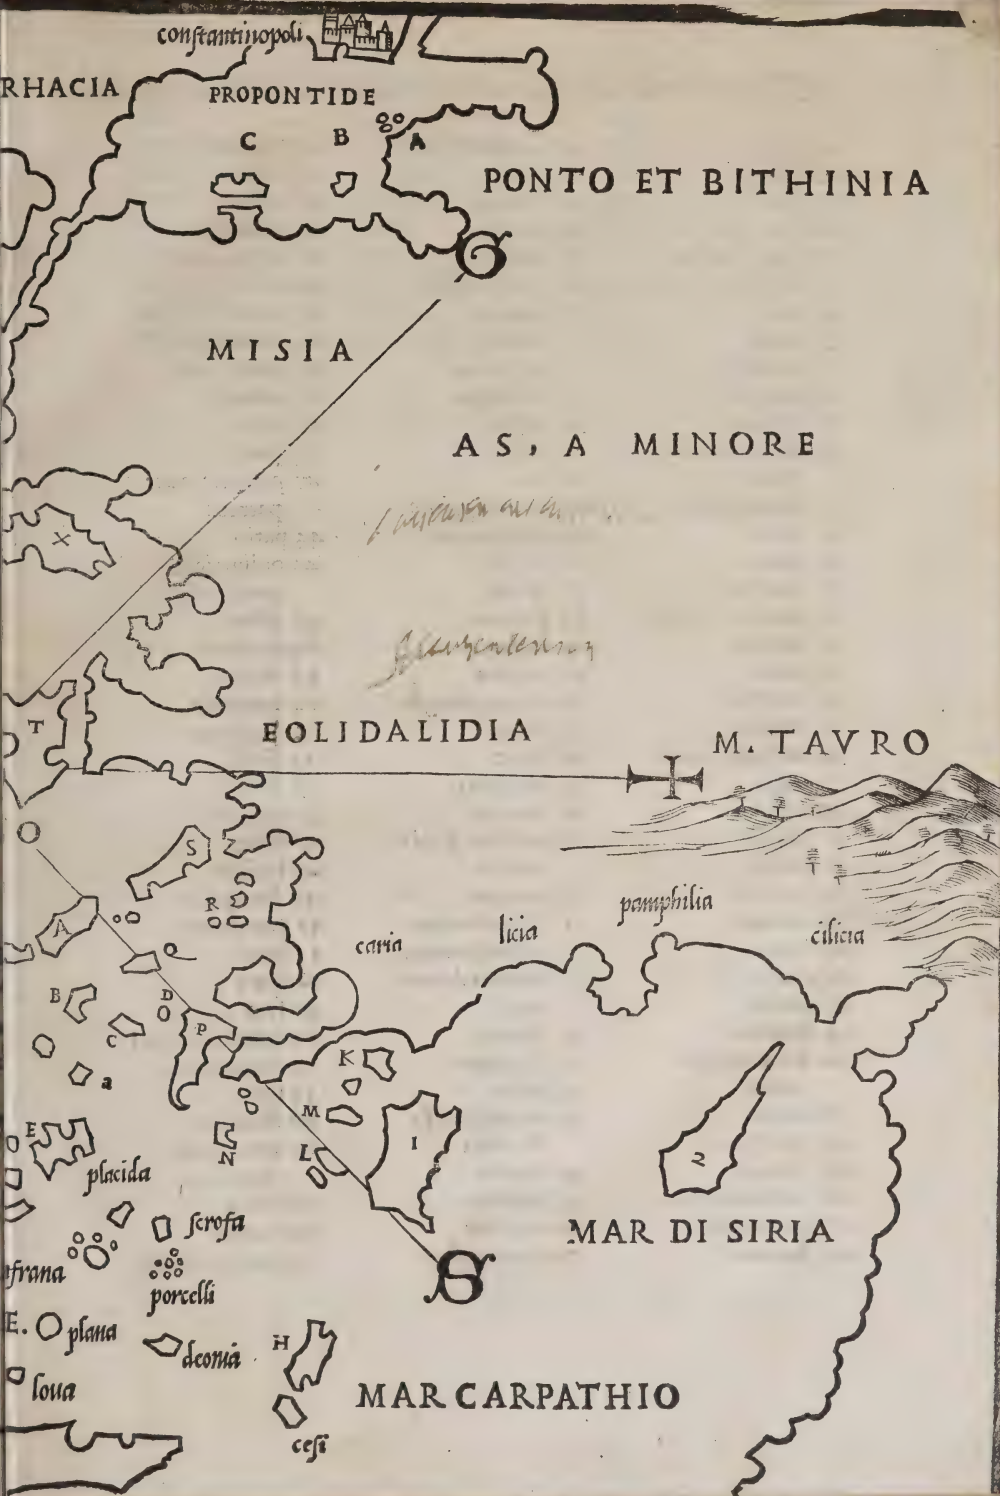 constantinopoli
RHACIA
PROPONTIDE
C B A
PONTO ET BITHINIA
G
MISIA
AS, A MINORE
X
T
EOLIDALIDIA
M. TAVRO
O
S
R
A
Q
caria
licia
pamphilia
cilicia
B
D
C
P
a
K
M
I
E
N
L
2
placida
scrofa
MAR DI SIRIA
frana
porcelli
S
E. plana
deonia
H
loua
MAR CARPATHIO
cesi